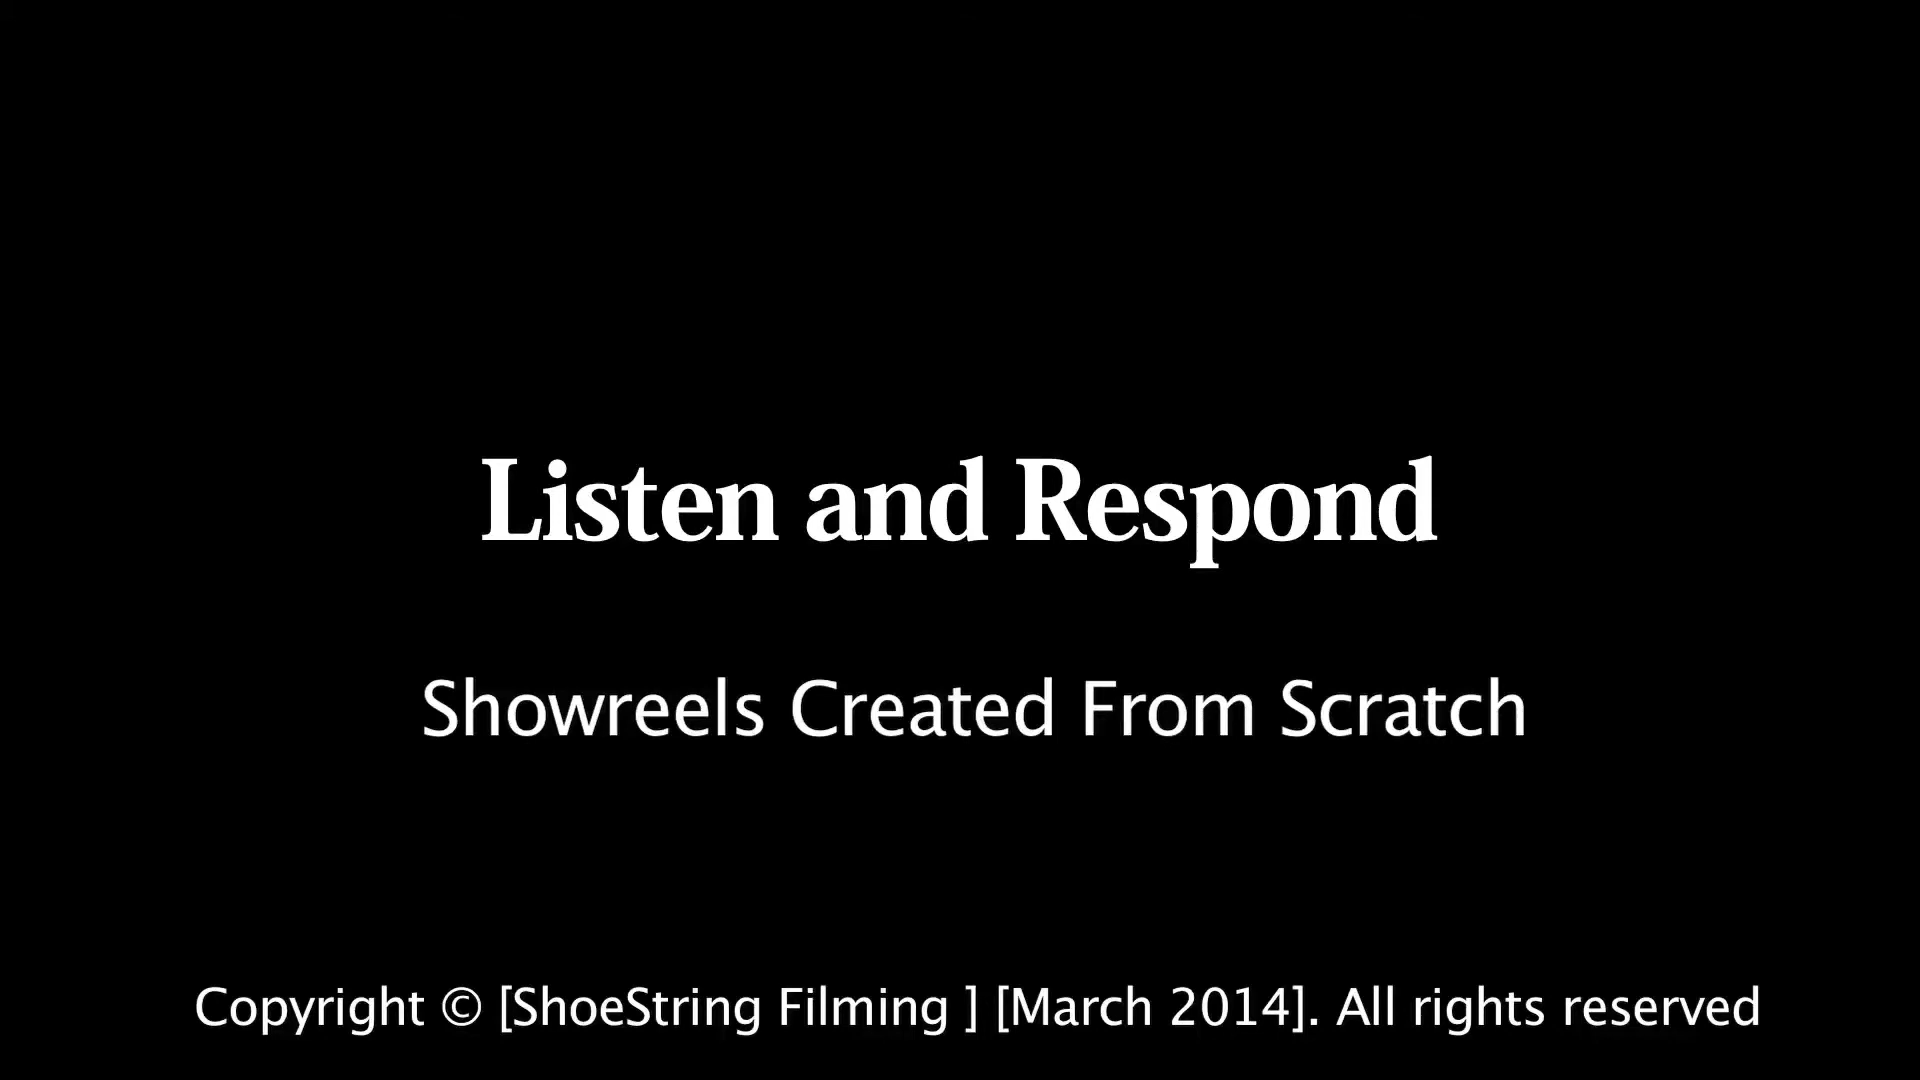 Listen and Respond
Showreels Created From Scratch
Copyright © [ShoeString Filming ] [March 2014]. All rights reserved